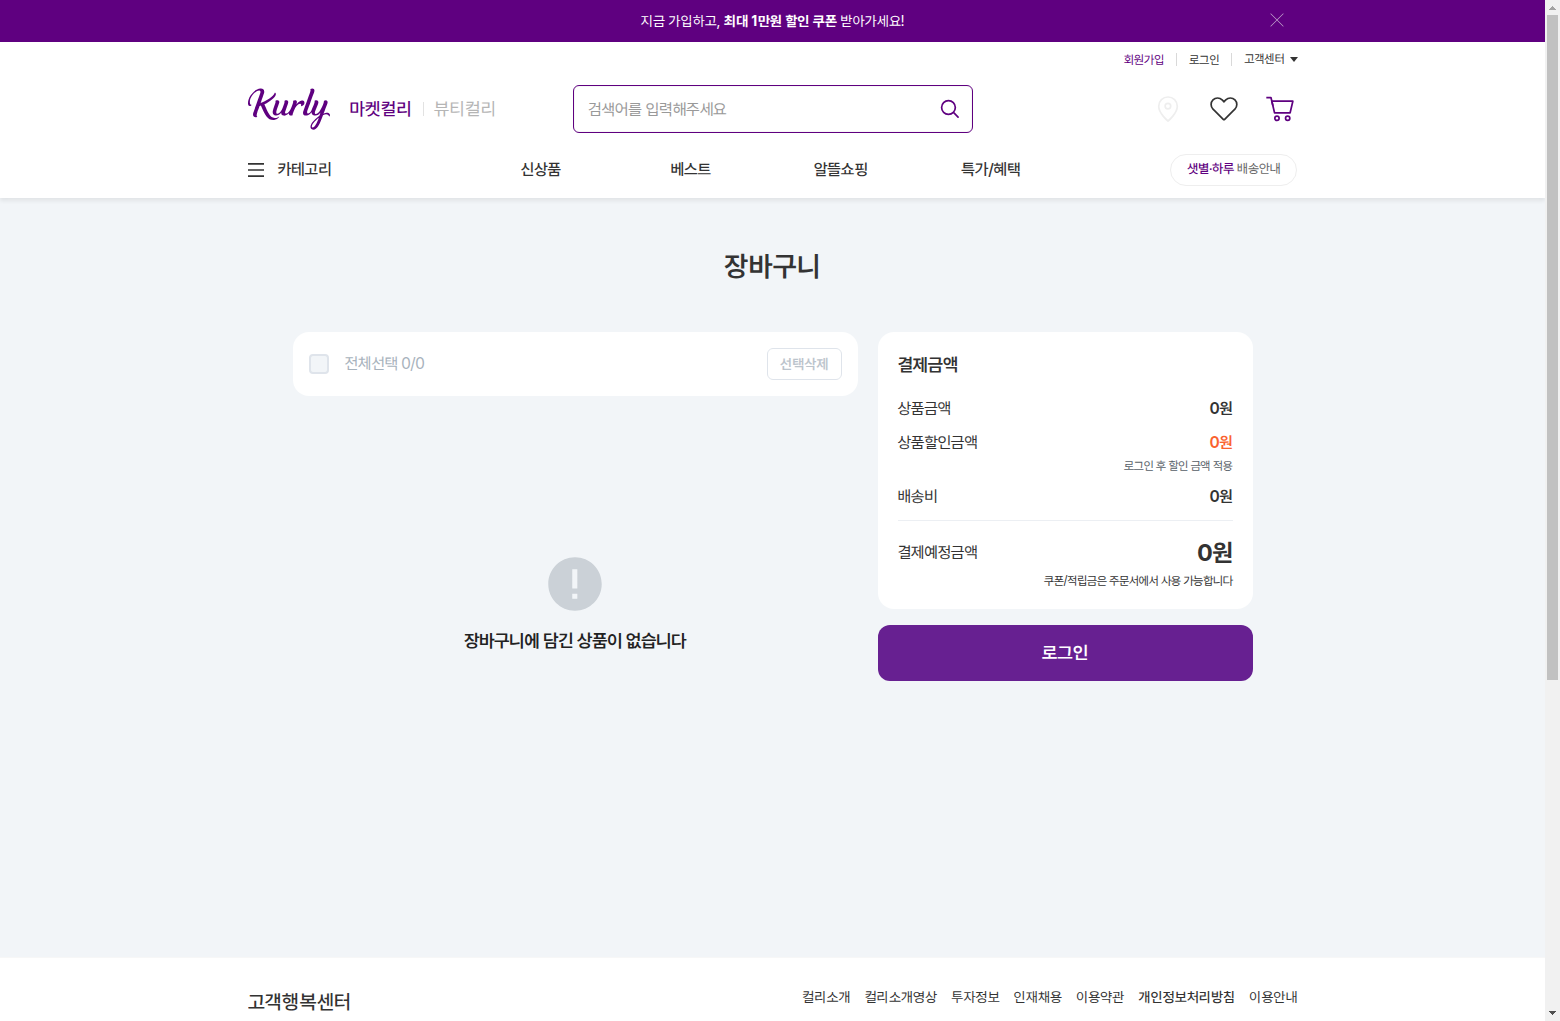 지금 가입하고, 최대 1만원 할인 쿠폰 받아가세요!
회원가입 로그인 고객센터
Kurly 마켓컬리 뷰티컬리 검색어를 입력해주세요
카테고리 신상품 베스트 알뜰쇼핑 특가/혜택 샛별·하루 배송안내
장바구니
전체선택 0/0 선택삭제
장바구니에 담긴 상품이 없습니다
결제금액
상품금액 0원
상품할인금액 0원
로그인 후 할인 금액 적용
배송비 0원
결제예정금액 0원
쿠폰/적립금은 주문서에서 사용 가능합니다
로그인
고객행복센터
컬리소개 컬리소개영상 투자정보 인재채용 이용약관 개인정보처리방침 이용안내